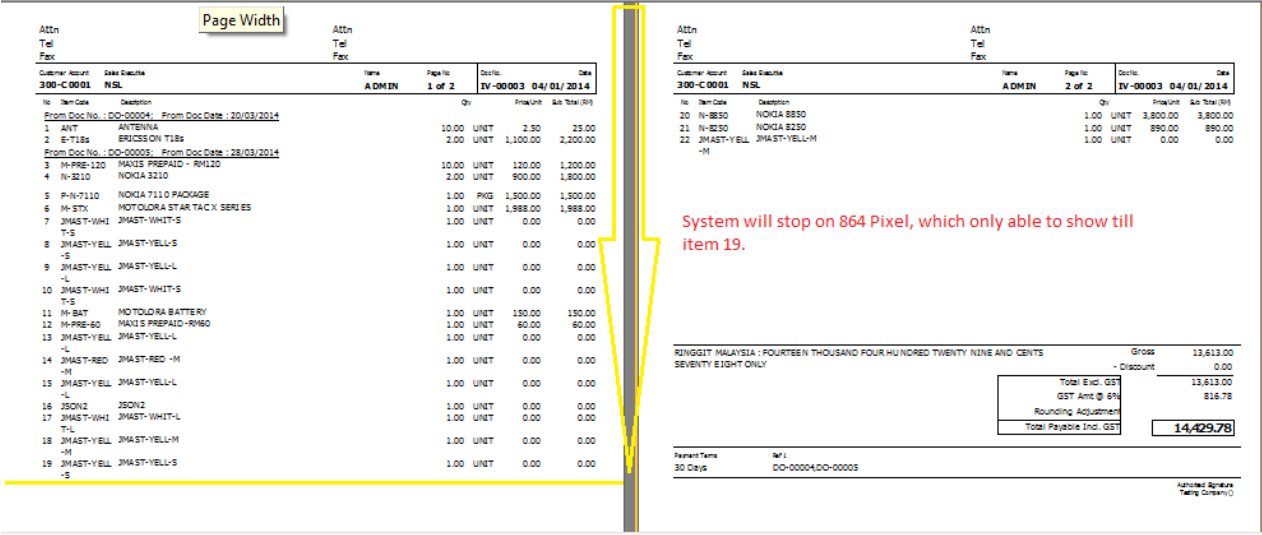 Page Width
Attn Attn
Tel Tel
Fax Fax
Customer Account Sales Executive Name Page No Doc No. Date
300-C0001 NSL ADMIN 1 of 2 IV-00003 04/01/2014
No Item Code Description Qty Price/Unit Sub Total (RM)
From Doc No. : DO-00004; From Doc Date : 20/03/2014
1 ANT ANTENNA 10.00 UNIT 2.50 25.00
2 E-T18s ERICSSON T18s 2.00 UNIT 1,100.00 2,200.00
From Doc No. : DO-00005; From Doc Date : 28/03/2014
3 M-PRE-120 MAXIS PREPAID - RM120 10.00 UNIT 120.00 1,200.00
4 N-3210 NOKIA 3210 2.00 UNIT 900.00 1,800.00
5 P-N-7110 NOKIA 7110 PACKAGE 1.00 PKG 1,500.00 1,500.00
6 M-STX MOTOLORA STARTAC X SERIES 1.00 UNIT 1,988.00 1,988.00
7 JMAST-WHI JMAST-WHIT-S 1.00 UNIT 0.00 0.00
T-S
8 JMAST-YELL JMAST-YELL-S 1.00 UNIT 0.00 0.00
-S
9 JMAST-YELL JMAST-YELL-L 1.00 UNIT 0.00 0.00
-L
10 JMAST-WHI JMAST-WHIT-S 1.00 UNIT 0.00 0.00
T-S
11 M-BAT MOTOLORA BATTERY 1.00 UNIT 150.00 150.00
12 M-PRE-60 MAXIS PREPAID-RM60 1.00 UNIT 60.00 60.00
13 JMAST-YELL JMAST-YELL-L 1.00 UNIT 0.00 0.00
-L
14 JMAST-RED JMAST-RED -M 1.00 UNIT 0.00 0.00
-M
15 JMAST-YELL JMAST-YELL-L 1.00 UNIT 0.00 0.00
-L
16 JSON2 JSON2 1.00 UNIT 0.00 0.00
17 JMAST-WHI JMAST-WHIT-L 1.00 UNIT 0.00 0.00
T-L
18 JMAST-YELL JMAST-YELL-M 1.00 UNIT 0.00 0.00
-M
19 JMAST-YELL JMAST-YELL-S 1.00 UNIT 0.00 0.00
-S
Attn Attn
Tel Tel
Fax Fax
Customer Account Sales Executive Name Page No Doc No. Date
300-C0001 NSL ADMIN 2 of 2 IV-00003 04/01/2014
No Item Code Description Qty Price/Unit Sub Total (RM)
20 N-8850 NOKIA 8850 1.00 UNIT 3,800.00 3,800.00
21 N-8250 NOKIA 8250 1.00 UNIT 890.00 890.00
22 JMAST-YELL JMAST-YELL-M 1.00 UNIT 0.00 0.00
-M
System will stop on 864 Pixel, which only able to show till
item 19.
RINGGIT MALAYSIA : FOURTEEN THOUSAND FOUR HUNDRED TWENTY NINE AND CENTS Gross 13,613.00
SEVENTY EIGHT ONLY - Discount 0.00
Total Excl. GST 13,613.00
GST Amt @ 6% 816.78
Rounding Adjustment
Total Payable Incl. GST 14,429.78
Payment Terms Ref 1
30 Days DO-00004,DO-00005
Authorised Signature
Testing Company()